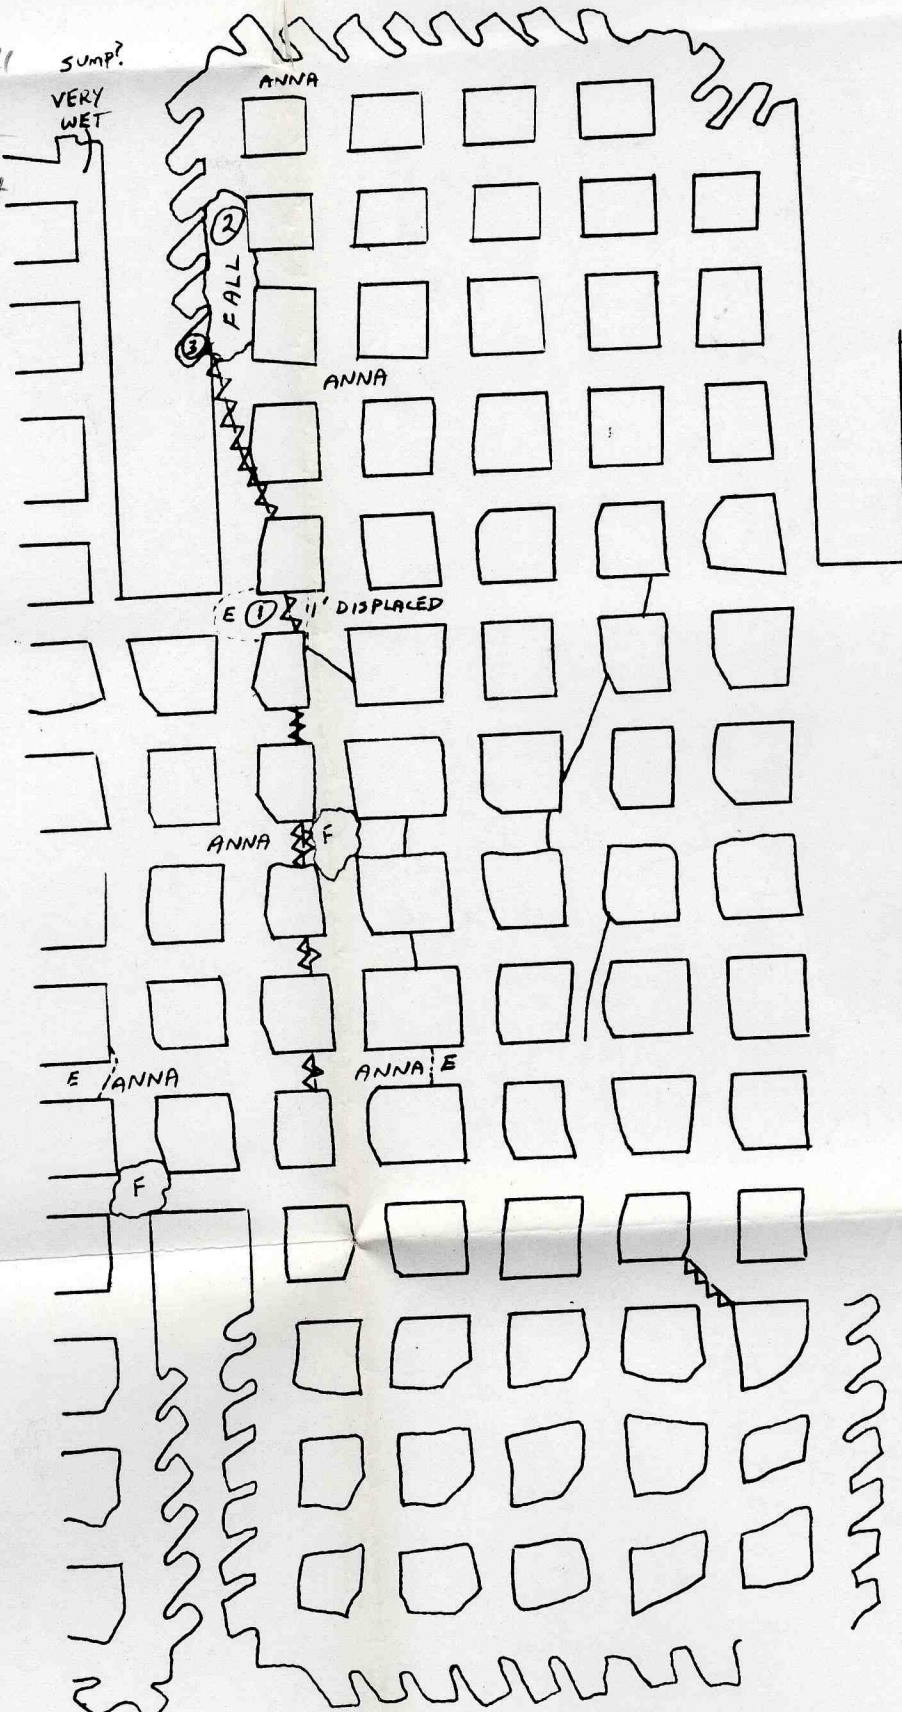 SUMP?
VERY
WET
ANNA
2
FALL
3
ANNA
E 1 1' DISPLACED
ANNA F
E ANNA
ANNA E
F